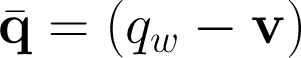 q̄ = (q_w − v)